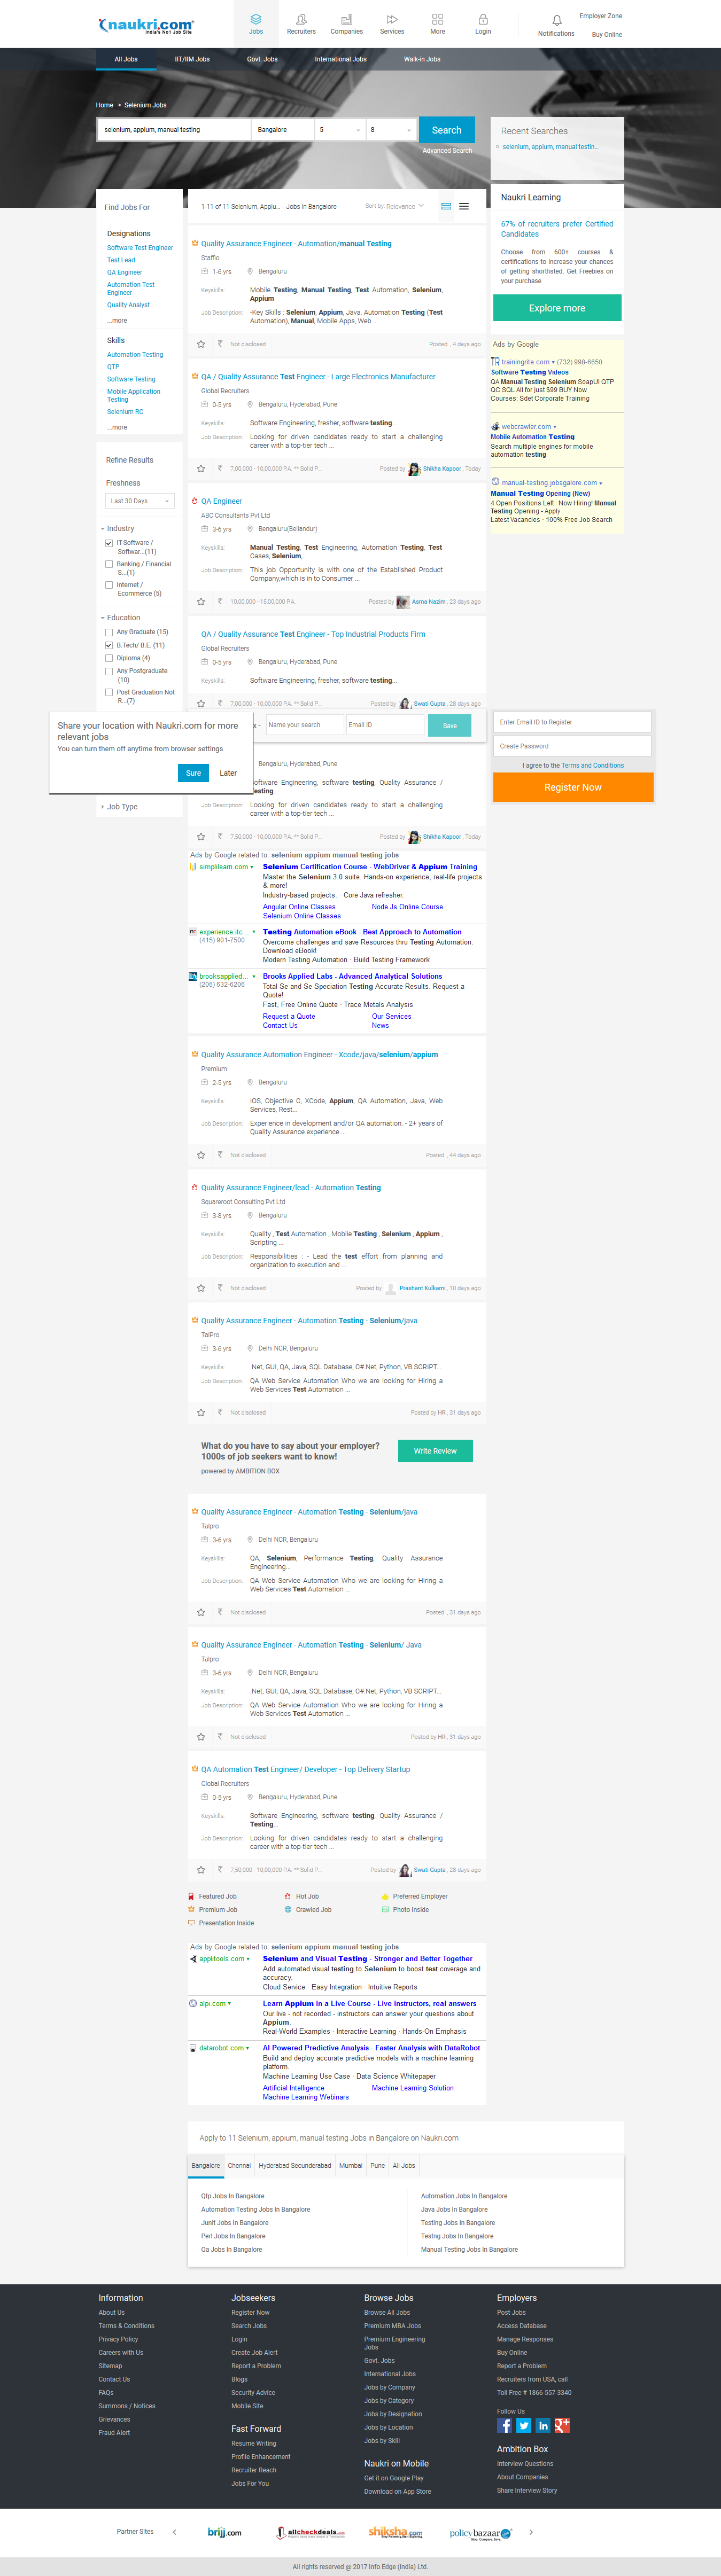 naukri.com
India's No.1 Job Site
Jobs
Recruiters
Companies
Services
More
Login
Notifications
Employer Zone
Buy Online
All Jobs
IIT/IIM Jobs
Govt. Jobs
International Jobs
Walk-in Jobs
Home » Selenium Jobs
selenium, appium, manual testing
Bangalore
5
8
Search
Advanced Search
Recent Searches
selenium, appium, manual testin...
Naukri Learning
67% of recruiters prefer Certified
Candidates
Choose from 600+ courses &
certifications to increase your chances
of getting shortlisted. Get Freebies on
your purchase
Explore more
Ads by Google
trainingrite.com (732) 998-6650
Software Testing Videos
QA Manual Testing Selenium SoapUI QTP
QC SQL All for just $99 BUY Now
Courses: Sdet Corporate Training
webcrawler.com
Mobile Automation Testing
Search multiple engines for mobile
automation testing
manual-testing.jobsgalore.com
Manual Testing Opening (New)
4 Open Positions Left : Now Hiring! Manual
Testing Opening - Apply
Latest Vacancies · 100% Free Job Search
Find Jobs For
Designations
Software Test Engineer
Test Lead
QA Engineer
Automation Test
Engineer
Quality Analyst
...more
Skills
Automation Testing
QTP
Software Testing
Mobile Application
Testing
Selenium RC
...more
Refine Results
Freshness
Last 30 Days
Industry
IT-Software /
Softwar...(11)
Banking / Financial
S...(1)
Internet /
Ecommerce (5)
Education
Any Graduate (15)
B.Tech/ B.E. (11)
Diploma (4)
Any Postgraduate
(10)
Post Graduation Not
R...(7)
Share your location with Naukri.com for more
relevant jobs
You can turn them off anytime from browser settings
Sure
Later
Job Type
1-11 of 11 Selenium, Appiu... Jobs in Bangalore
Sort by: Relevance
Quality Assurance Engineer - Automation/manual Testing
Staffio
1-6 yrs Bengaluru
Keyskills: Mobile Testing, Manual Testing, Test Automation, Selenium,
Appium
Job Description: -Key Skills : Selenium, Appium, Java, Automation Testing (Test
Automation), Manual, Mobile Apps, Web ...
Not disclosed Posted , 4 days ago
QA / Quality Assurance Test Engineer - Large Electronics Manufacturer
Global Recruiters
0-5 yrs Bengaluru, Hyderabad, Pune
Keyskills: Software Engineering, fresher, software testing...
Job Description: Looking for driven candidates ready to start a challenging
career with a top-tier tech ...
7,00,000 - 10,00,000 P.A. ** Solid P... Posted by Shikha Kapoor , Today
QA Engineer
ABC Consultants Pvt Ltd
3-6 yrs Bengaluru(Bellandur)
Keyskills: Manual Testing, Test Engineering, Automation Testing, Test
Cases, Selenium,...
Job Description: This job Opportunity is with one of the Established Product
Company,which is in to Consumer ...
10,00,000 - 15,00,000 P.A. Posted by Asma Nazim , 23 days ago
QA / Quality Assurance Test Engineer - Top Industrial Products Firm
Global Recruiters
0-5 yrs Bengaluru, Hyderabad, Pune
Keyskills: Software Engineering, fresher, software testing...
7,00,000 - 10,00,000 P.A. ** Solid P... Posted by Swati Gupta , 28 days ago
x -
Name your search
Email ID
Save
Enter Email ID to Register
Create Password
I agree to the Terms and Conditions
Register Now
Bengaluru, Hyderabad, Pune
oftware Engineering, software testing, Quality Assurance /
esting...
Job Description: Looking for driven candidates ready to start a challenging
career with a top-tier tech ...
7,50,000 - 10,00,000 P.A. ** Solid P... Posted by Shikha Kapoor , Today
Ads by Google related to: selenium appium manual testing jobs
simplilearn.com Selenium Certification Course - WebDriver & Appium Training
Master the Selenium 3.0 suite. Hands-on experience, real-life projects
& more!
Industry-based projects. · Core Java refresher.
Angular Online Classes Node Js Online Course
Selenium Online Classes
experience.itc... Testing Automation eBook - Best Approach to Automation
(415) 901-7500 Overcome challenges and save Resources thru Testing Automation.
Download eBook!
Modern Testing Automation · Build Testing Framework
brooksapplied... Brooks Applied Labs - Advanced Analytical Solutions
(206) 632-6206 Total Se and Se Speciation Testing Accurate Results. Request a
Quote!
Fast, Free Online Quote · Trace Metals Analysis
Request a Quote Our Services
Contact Us News
Quality Assurance Automation Engineer - Xcode/java/selenium/appium
Premium
2-5 yrs Bengaluru
Keyskills: IOS, Objective C, XCode, Appium, QA Automation, Java, Web
Services, Rest...
Job Description: Experience in development and/or QA automation. - 2+ years of
Quality Assurance experience ...
Not disclosed Posted , 44 days ago
Quality Assurance Engineer/lead - Automation Testing
Squareroot Consulting Pvt Ltd
3-8 yrs Bengaluru
Keyskills: Quality , Test Automation , Mobile Testing , Selenium , Appium ,
Scripting ...
Job Description: Responsibilities : - Lead the test effort from planning and
organization to execution and ...
Not disclosed Posted by Prashant Kulkarni , 10 days ago
Quality Assurance Engineer - Automation Testing - Selenium/java
TalPro
3-6 yrs Delhi NCR, Bengaluru
Keyskills: .Net, GUI, QA, Java, SQL Database, C#.Net, Python, VB SCRIPT...
Job Description: QA Web Service Automation Who we are looking for Hiring a
Web Services Test Automation ...
Not disclosed Posted by HR , 31 days ago
What do you have to say about your employer?
1000s of job seekers want to know!
powered by AMBITION BOX
Write Review
Quality Assurance Engineer - Automation Testing - Selenium/java
Talpro
3-6 yrs Delhi NCR, Bengaluru
Keyskills: QA, Selenium, Performance Testing, Quality Assurance
Engineering...
Job Description: QA Web Service Automation Who we are looking for Hiring a
Web Services Test Automation ...
Not disclosed Posted , 31 days ago
Quality Assurance Engineer - Automation Testing - Selenium/ Java
Talpro
3-6 yrs Delhi NCR, Bengaluru
Keyskills: .Net, GUI, QA, Java, SQL Database, C#.Net, Python, VB SCRIPT...
Job Description: QA Web Service Automation Who we are looking for Hiring a
Web Services Test Automation ...
Not disclosed Posted by HR , 31 days ago
QA Automation Test Engineer/ Developer - Top Delivery Startup
Global Recruiters
0-5 yrs Bengaluru, Hyderabad, Pune
Keyskills: Software Engineering, software testing, Quality Assurance /
Testing...
Job Description: Looking for driven candidates ready to start a challenging
career with a top-tier tech ...
7,50,000 - 10,00,000 P.A. ** Solid P... Posted by Swati Gupta , 28 days ago
Featured Job Hot Job Preferred Employer
Premium Job Crawled Job Photo Inside
Presentation Inside
Ads by Google related to: selenium appium manual testing jobs
applitools.com Selenium and Visual Testing - Stronger and Better Together
Add automated visual testing to Selenium to boost test coverage and
accuracy.
Cloud Service · Easy Integration · Intuitive Reports
alpi.com Learn Appium in a Live Course - Live instructors, real answers
Our live - not recorded - instructors can answer your questions about
Appium.
Real-World Examples · Interactive Learning · Hands-On Emphasis
datarobot.com AI-Powered Predictive Analysis - Faster Analysis with DataRobot
Build and deploy accurate predictive models with a machine learning
platform.
Machine Learning Use Case · Data Science Whitepaper
Artificial Intelligence Machine Learning Solution
Machine Learning Webinars
Apply to 11 Selenium, appium, manual testing Jobs in Bangalore on Naukri.com
Bangalore Chennai Hyderabad Secunderabad Mumbai Pune All Jobs
Qtp Jobs In Bangalore Automation Jobs In Bangalore
Automation Testing Jobs In Bangalore Java Jobs In Bangalore
Junit Jobs In Bangalore Testing Jobs In Bangalore
Perl Jobs In Bangalore Testng Jobs In Bangalore
Qa Jobs In Bangalore Manual Testing Jobs In Bangalore
Information
About Us
Terms & Conditions
Privacy Policy
Careers with Us
Sitemap
Contact Us
FAQs
Summons / Notices
Grievances
Fraud Alert
Jobseekers
Register Now
Search Jobs
Login
Create Job Alert
Report a Problem
Blogs
Security Advice
Mobile Site
Fast Forward
Resume Writing
Profile Enhancement
Recruiter Reach
Jobs For You
Browse Jobs
Browse All Jobs
Premium MBA Jobs
Premium Engineering
Jobs
Govt. Jobs
International Jobs
Jobs by Company
Jobs by Category
Jobs by Designation
Jobs by Location
Jobs by Skill
Naukri on Mobile
Get it on Google Play
Download on App Store
Employers
Post Jobs
Access Database
Manage Responses
Buy Online
Report a Problem
Recruiters from USA, call
Toll Free # 1866-557-3340
Follow Us
Ambition Box
Interview Questions
About Companies
Share Interview Story
Partner Sites
brijj.com
allcheckdeals.com
shiksha.com
policybazaar
All rights reserved @ 2017 Info Edge (India) Ltd.